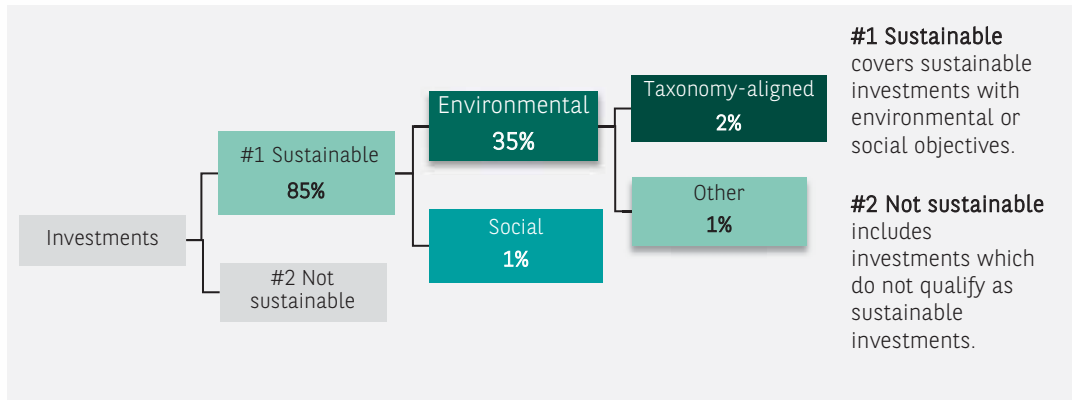 Investments
#1 Sustainable
85%
#2 Not
sustainable
Environmental
35%
Social
1%
Taxonomy-aligned
2%
Other
1%
#1 Sustainable
covers sustainable
investments with
environmental or
social objectives.
#2 Not sustainable
includes
investments which
do not qualify as
sustainable
investments.